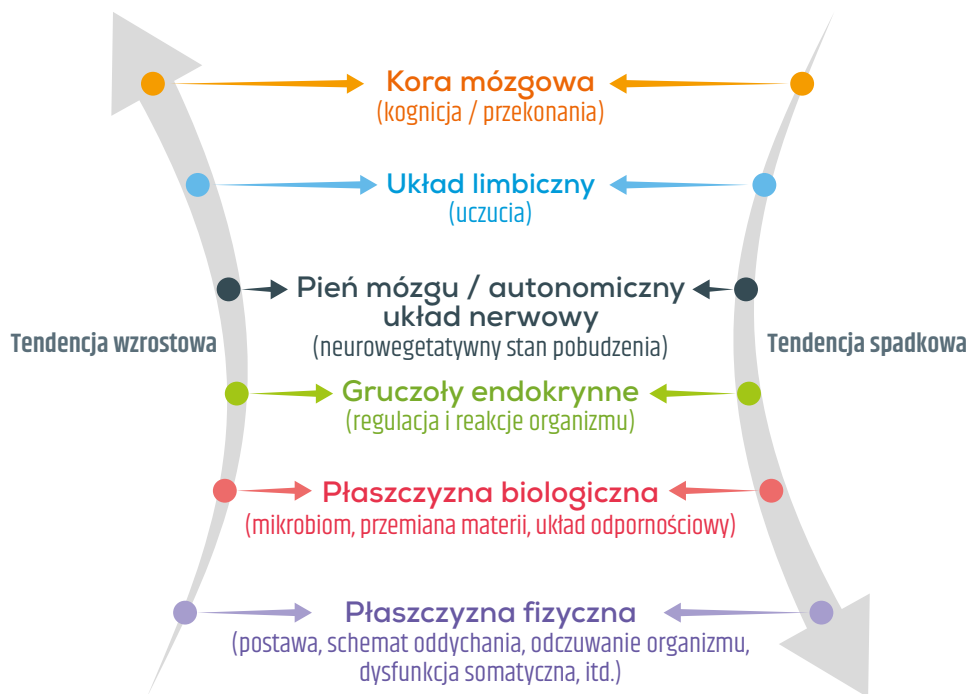 Kora mózgowa
(kognicja / przekonania)
Układ limbiczny
(uczucia)
Pień mózgu / autonomiczny
układ nerwowy
(neurowegetatywny stan pobudzenia)
Tendencja wzrostowa
Tendencja spadkowa
Gruczoły endokrynne
(regulacja i reakcje organizmu)
Płaszczyzna biologiczna
(mikrobiom, przemiana materii, układ odpornościowy)
Płaszczyzna fizyczna
(postawa, schemat oddychania, odczuwanie organizmu,
dysfunkcja somatyczna, itd.)